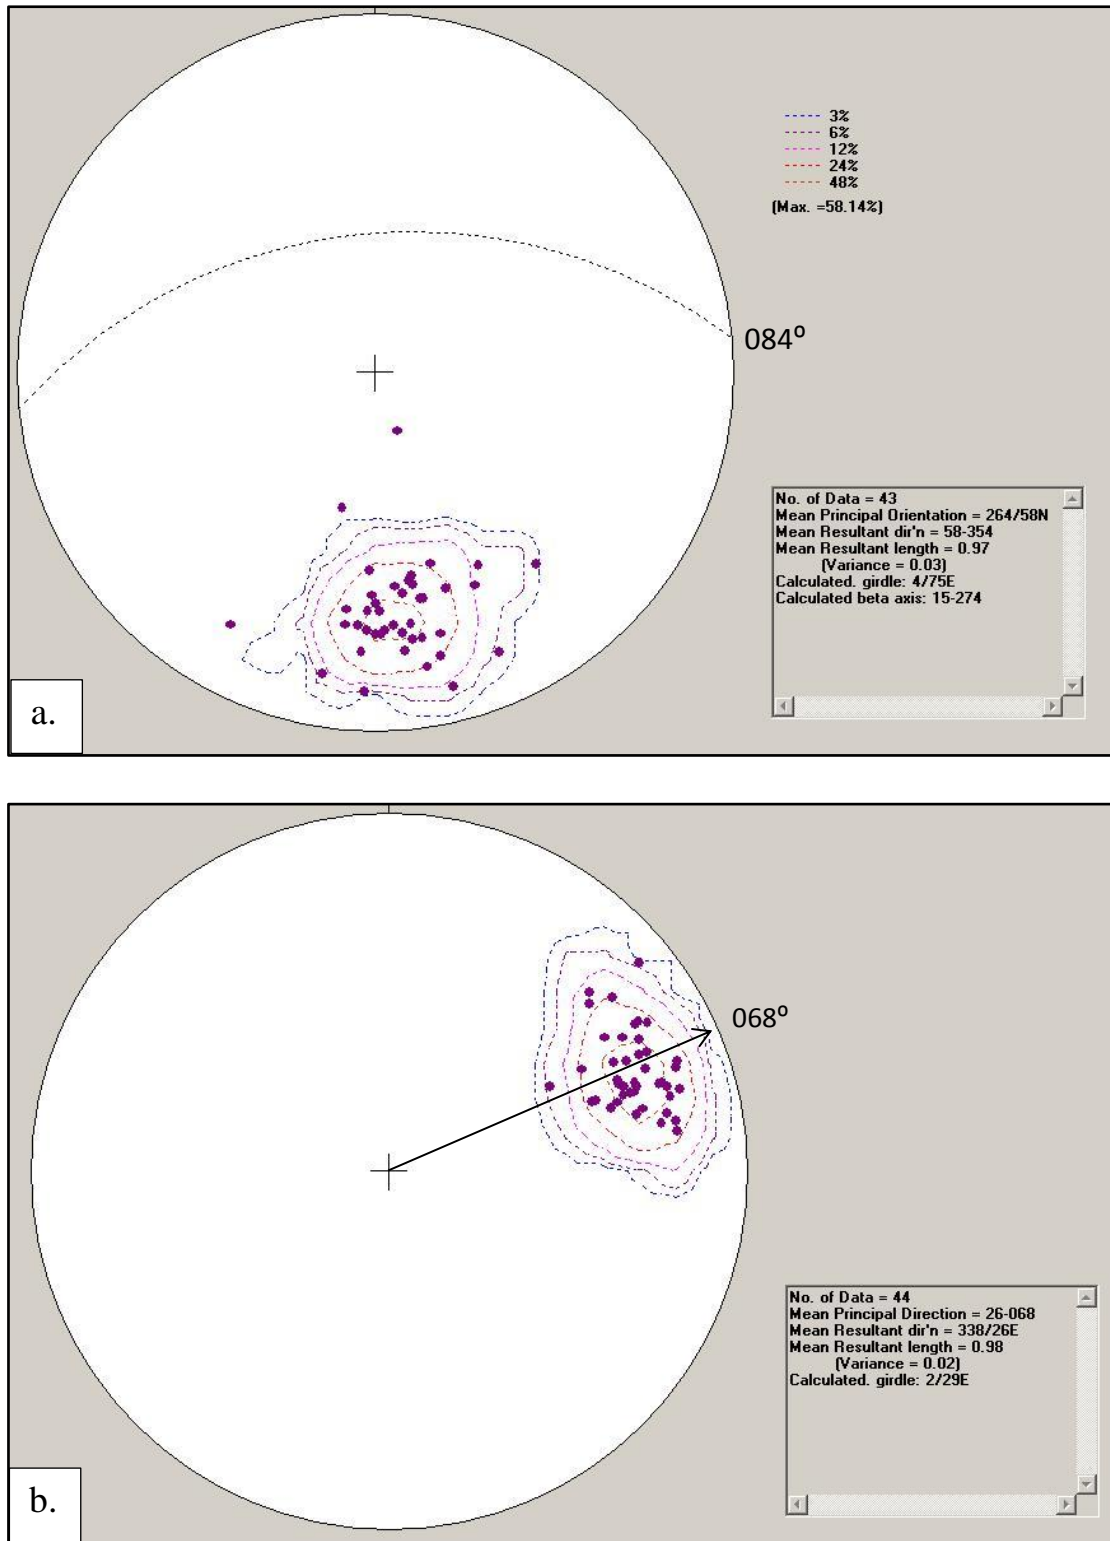 3%
6%
12%
24%
48%
(Max. =58.14%)
084⁰
No. of Data = 43
Mean Principal Orientation = 264/58N
Mean Resultant dir'n = 58-354
Mean Resultant length = 0.97
(Variance = 0.03)
Calculated. girdle: 4/75E
Calculated beta axis: 15-274
a.
068⁰
No. of Data = 44
Mean Principal Direction = 26-068
Mean Resultant dir'n = 338/26E
Mean Resultant length = 0.98
(Variance = 0.02)
Calculated. girdle: 2/29E
b.